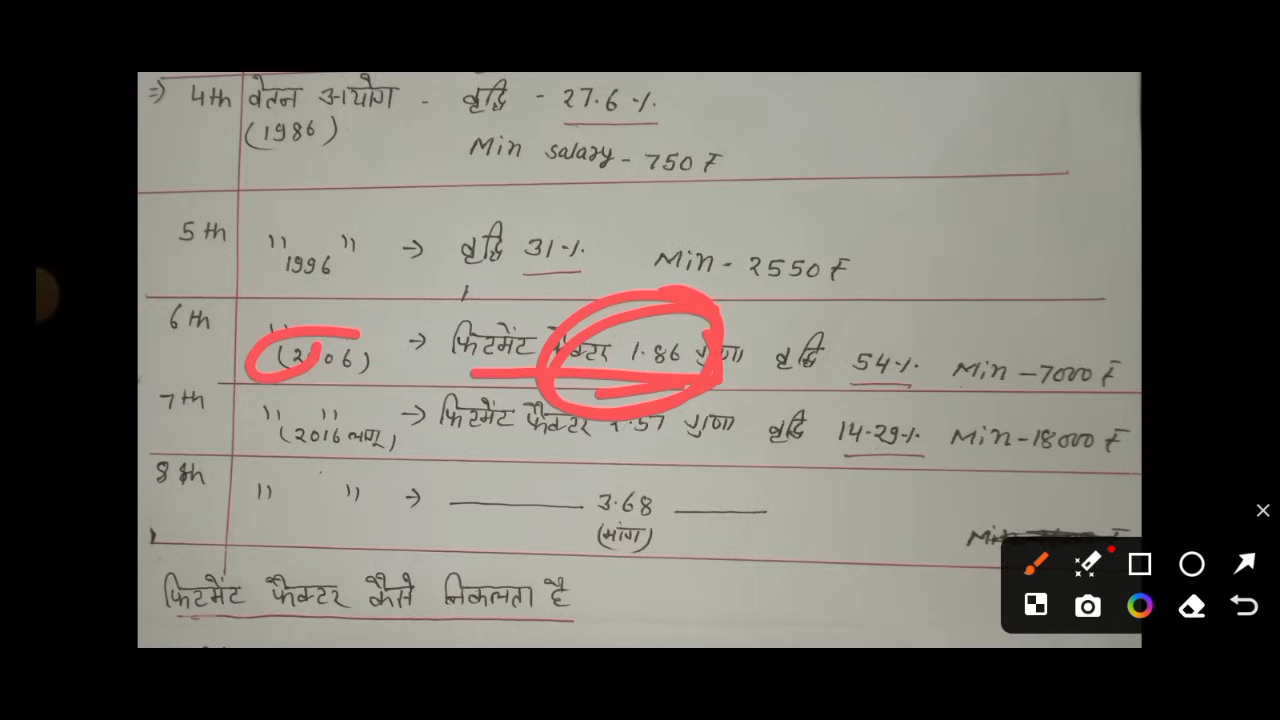 => 4th वेतन आयोग - वृद्धि - 27.6 %
(1986)
Min salary - 750 ₹
5th " " → वृद्धि 31 % Min - 2550 ₹
1996
6th " → फिटमेंट फैक्टर 1.86 गुणा वृद्धि 54 % Min - 7000 ₹
(2006)
7th " " → फिटमेंट फैक्टर 2.57 गुणा वृद्धि 14.29 % Min - 18000 ₹
(2016 लागू)
8th " " → ——— 3.68 ———
(मांग)
फिटमेंट फैक्टर कैसे निकलता है